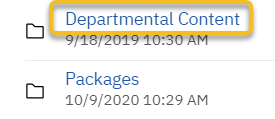 Departmental Content
9/18/2019 10:30 AM
Packages
10/9/2020 10:29 AM